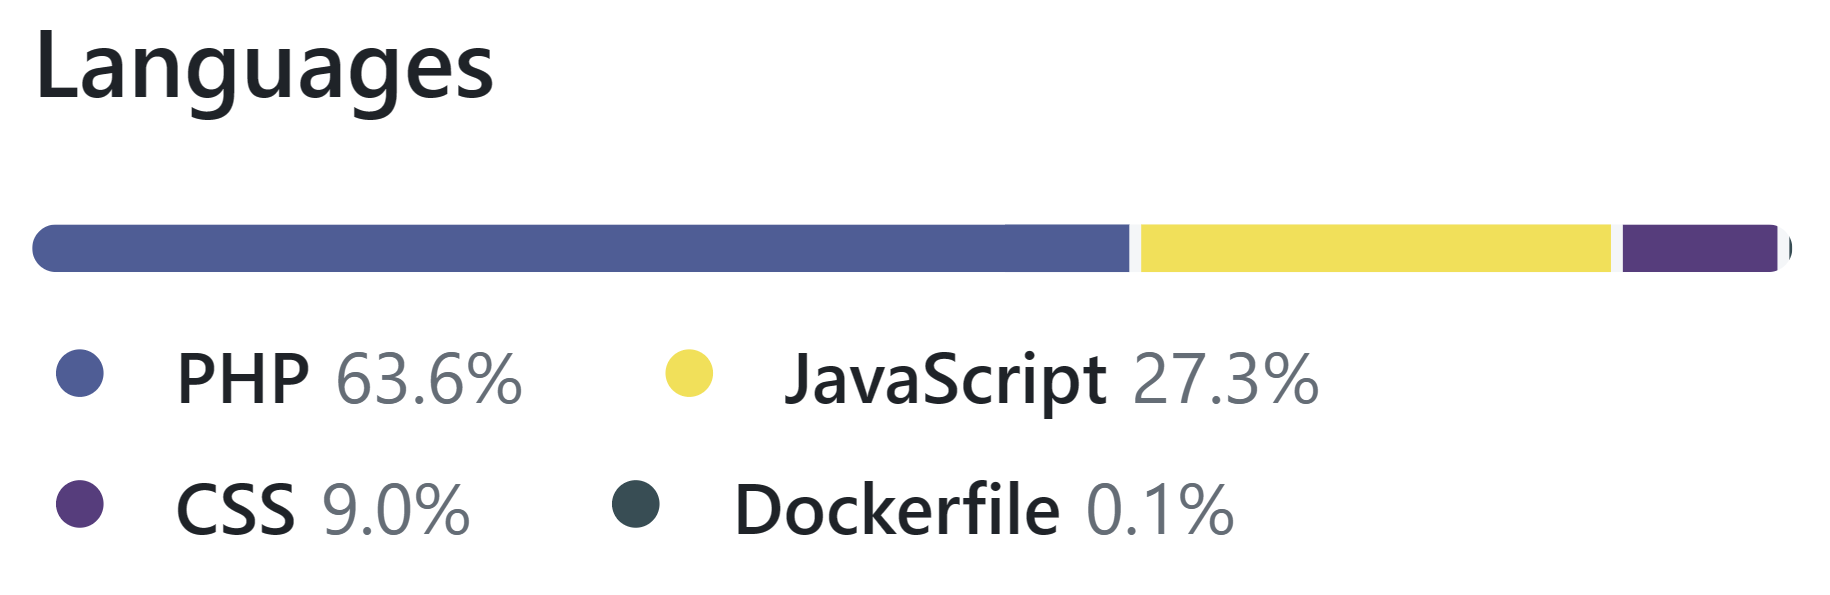 Languages
PHP 63.6% JavaScript 27.3%
CSS 9.0% Dockerfile 0.1%